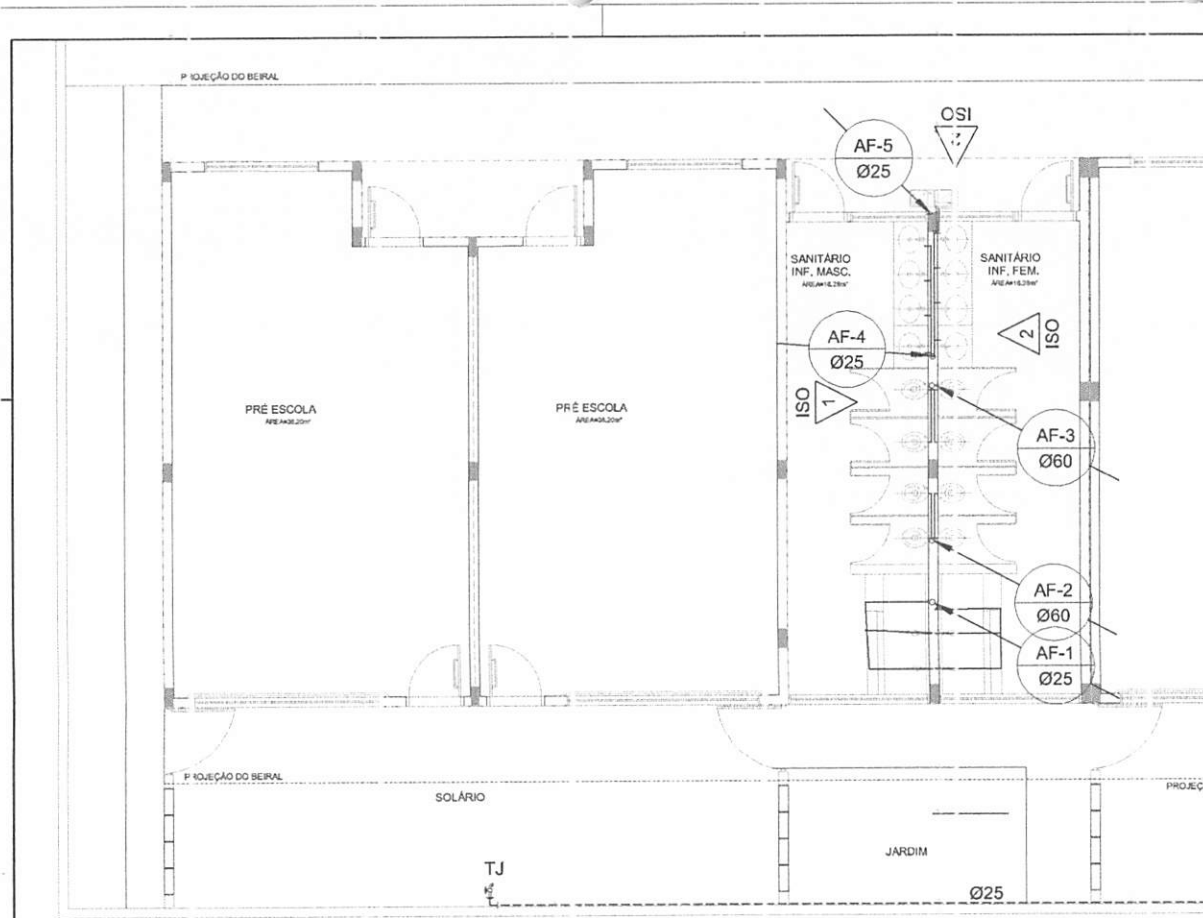 PROJEÇÃO DO BEIRAL
OSI
AF-5
Ø25
SANITÁRIO
INF. MASC.
SANITÁRIO
INF. FEM.
AF-4
Ø25
2
ISO
ISO
1
PRÉ ESCOLA
PRÉ ESCOLA
AF-3
Ø60
AF-2
Ø60
AF-1
Ø25
PROJEÇÃO DO BEIRAL
SOLÁRIO
PROJEÇ
JARDIM
TJ
Ø25